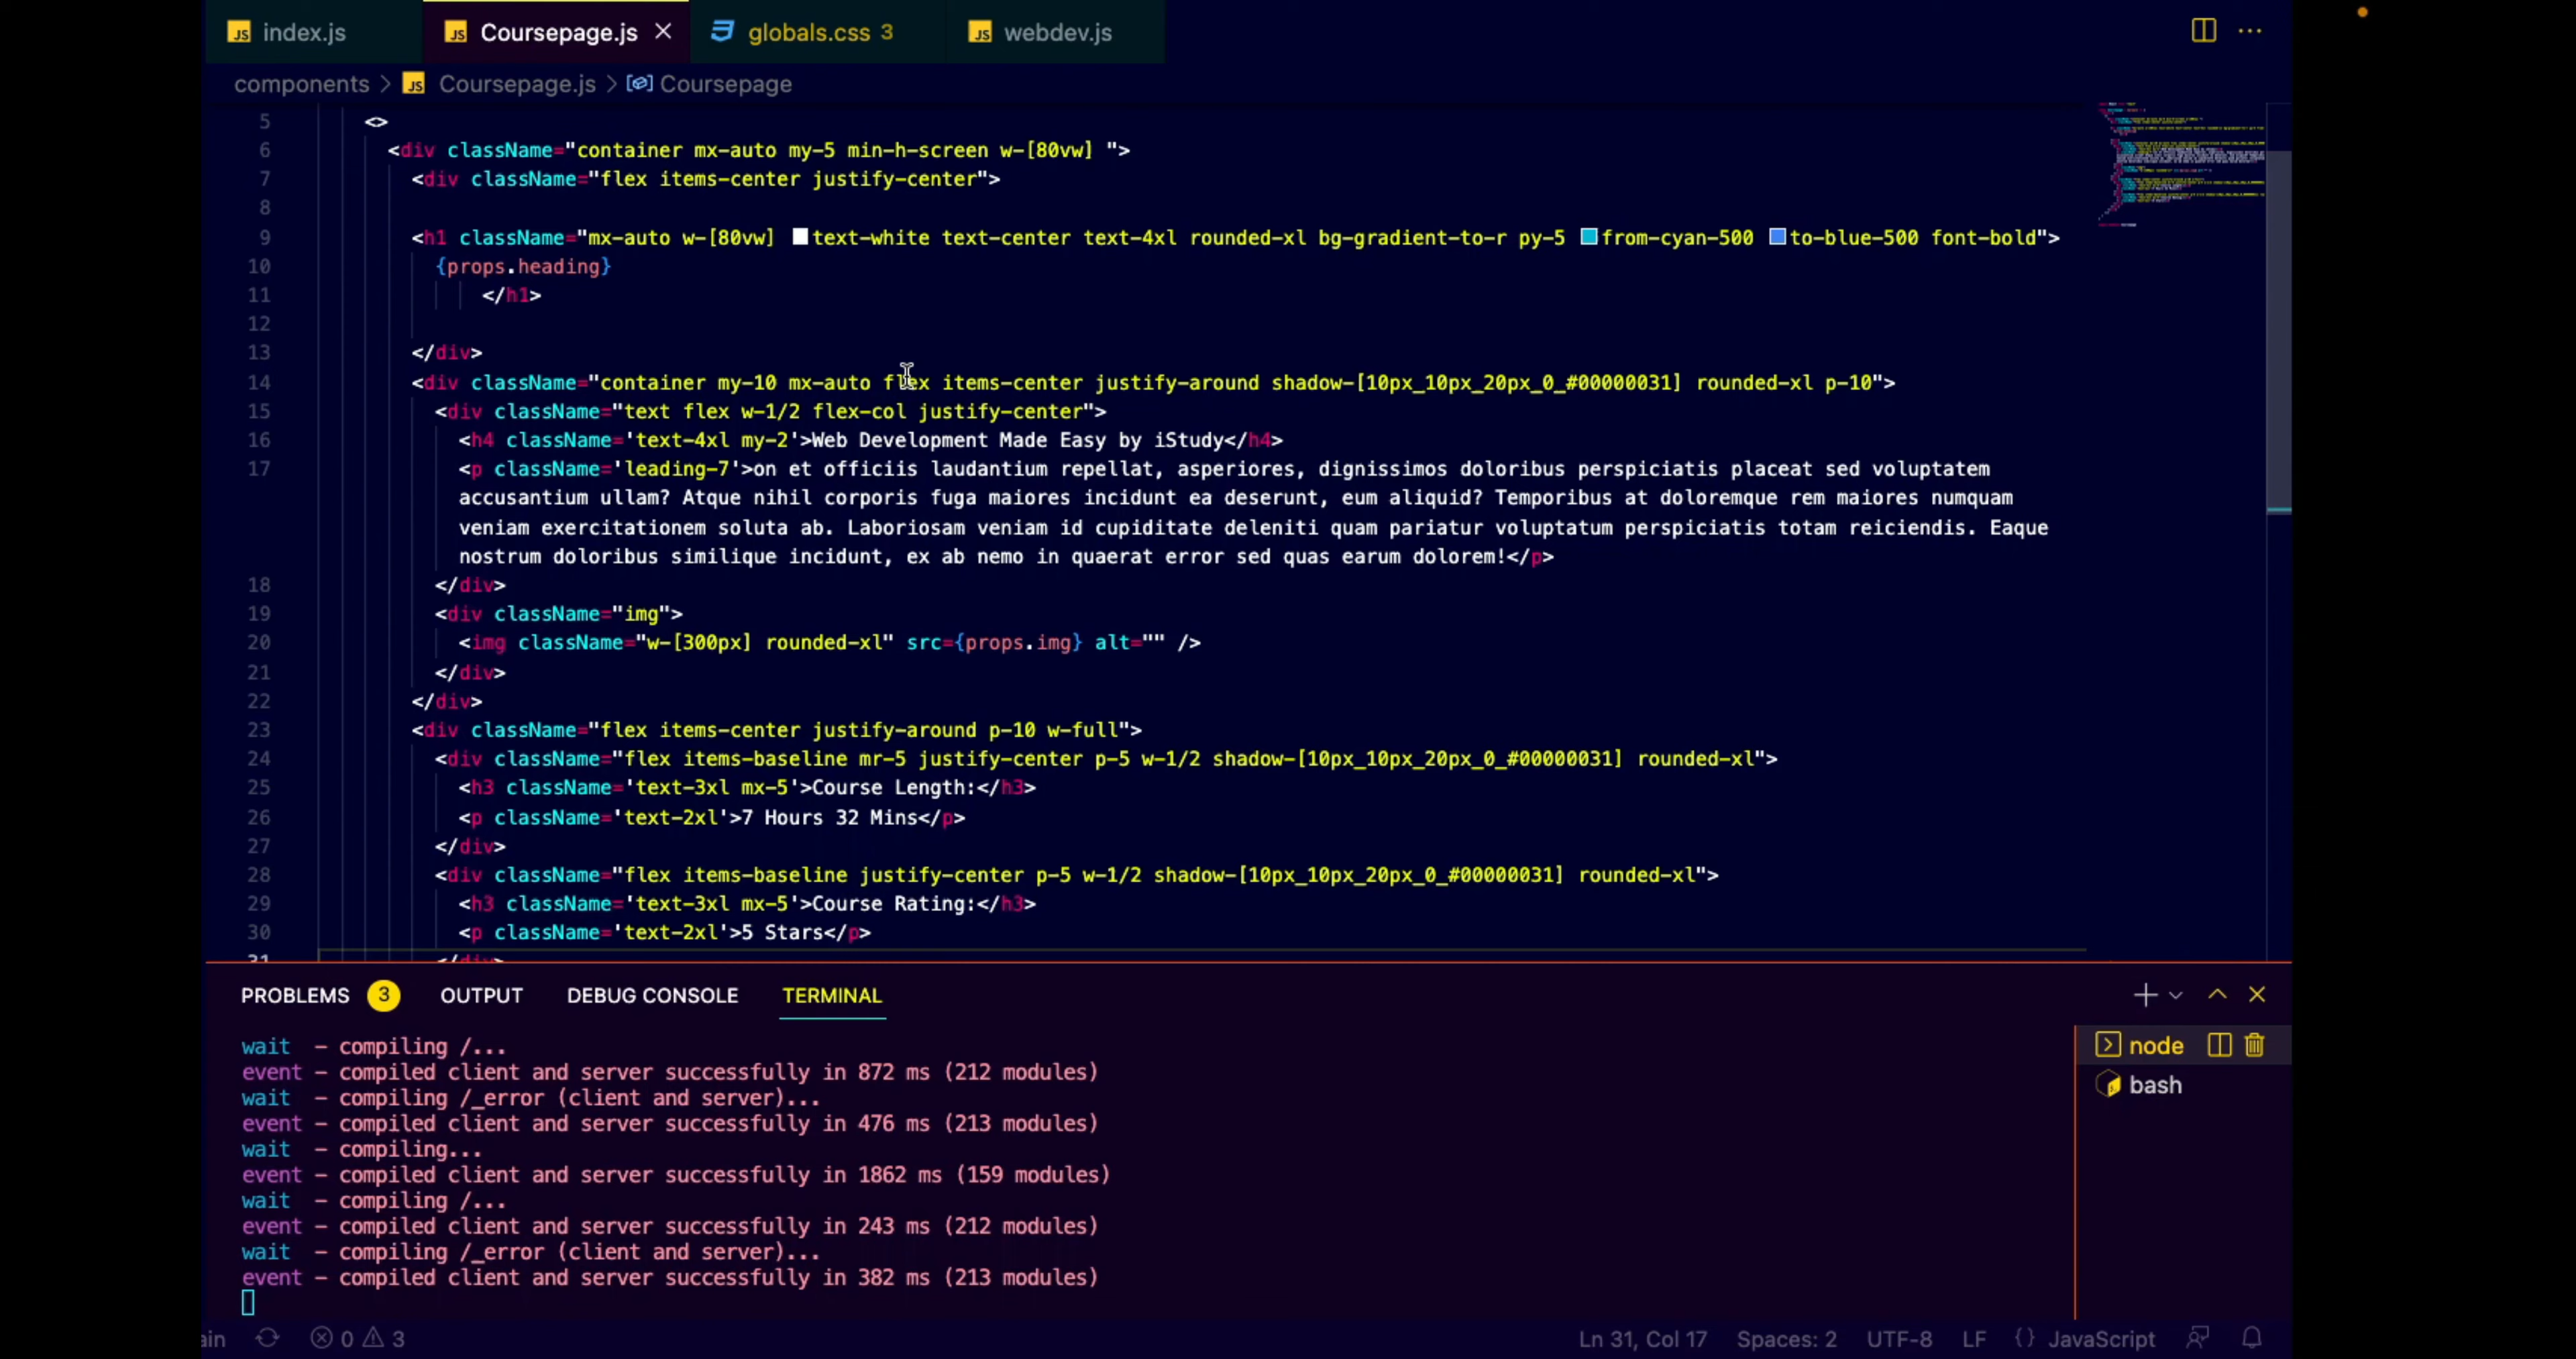 index.js
Coursepage.js
globals.css 3
webdev.js
components > Coursepage.js > Coursepage
5 <>
6 <div className="container mx-auto my-5 min-h-screen w-[80vw] ">
7 <div className="flex items-center justify-center">
8
9 <h1 className="mx-auto w-[80vw] text-white text-center text-4xl rounded-xl bg-gradient-to-r py-5 from-cyan-500 to-blue-500 font-bold">
10 {props.heading}
11 </h1>
12
13 </div>
14 <div className="container my-10 mx-auto flex items-center justify-around shadow-[10px_10px_20px_0_#00000031] rounded-xl p-10">
15 <div className="text flex w-1/2 flex-col justify-center">
16 <h4 className='text-4xl my-2'>Web Development Made Easy by iStudy</h4>
17 <p className='leading-7'>on et officiis laudantium repellat, asperiores, dignissimos doloribus perspiciatis placeat sed voluptatem
accusantium ullam? Atque nihil corporis fuga maiores incidunt ea deserunt, eum aliquid? Temporibus at doloremque rem maiores numquam
veniam exercitationem soluta ab. Laboriosam veniam id cupiditate deleniti quam pariatur voluptatum perspiciatis totam reiciendis. Eaque
nostrum doloribus similique incidunt, ex ab nemo in quaerat error sed quas earum dolorem!</p>
18 </div>
19 <div className="img">
20 <img className="w-[300px] rounded-xl" src={props.img} alt="" />
21 </div>
22 </div>
23 <div className="flex items-center justify-around p-10 w-full">
24 <div className="flex items-baseline mr-5 justify-center p-5 w-1/2 shadow-[10px_10px_20px_0_#00000031] rounded-xl">
25 <h3 className='text-3xl mx-5'>Course Length:</h3>
26 <p className='text-2xl'>7 Hours 32 Mins</p>
27 </div>
28 <div className="flex items-baseline justify-center p-5 w-1/2 shadow-[10px_10px_20px_0_#00000031] rounded-xl">
29 <h3 className='text-3xl mx-5'>Course Rating:</h3>
30 <p className='text-2xl'>5 Stars</p>
31 </div>
PROBLEMS 3 OUTPUT DEBUG CONSOLE TERMINAL
wait - compiling /...
event - compiled client and server successfully in 872 ms (212 modules)
wait - compiling /_error (client and server)...
event - compiled client and server successfully in 476 ms (213 modules)
wait - compiling...
event - compiled client and server successfully in 1862 ms (159 modules)
wait - compiling /...
event - compiled client and server successfully in 243 ms (212 modules)
wait - compiling /_error (client and server)...
event - compiled client and server successfully in 382 ms (213 modules)
node
bash
ain 0 3 Ln 31, Col 17 Spaces: 2 UTF-8 LF {} JavaScript